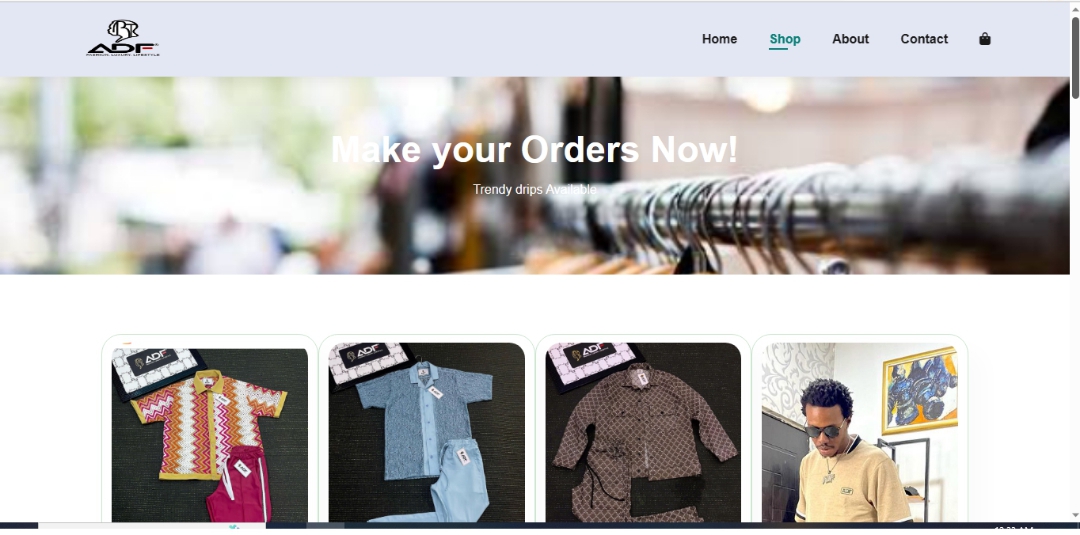 ADF
FASHION. LUXURY. LIFESTYLE
Home
Shop
About
Contact
Make your Orders Now!
Trendy drips Available
ADF
ADF
ADF